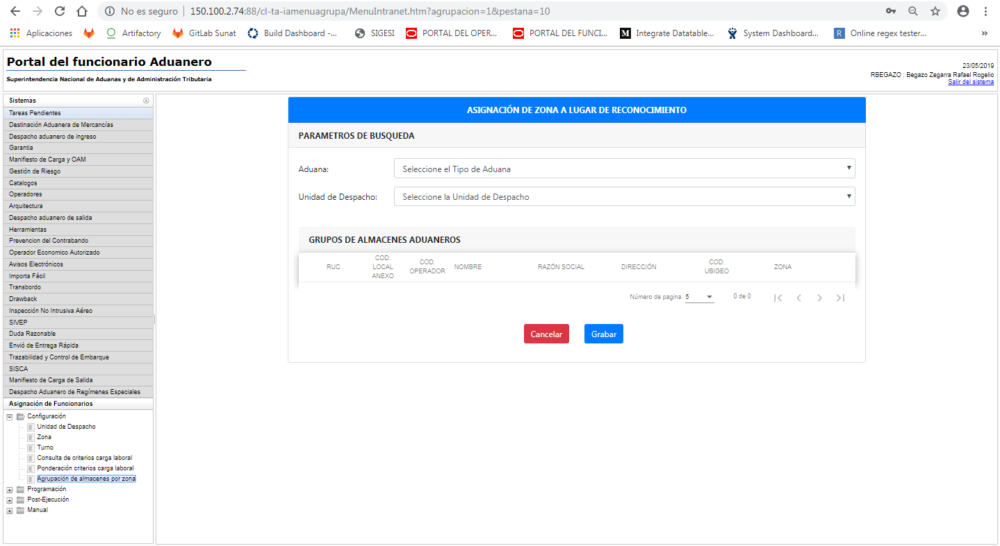 No es seguro 150.100.2.74:88/cl-ta-iamenuagrupa/MenuIntranet.htm?agrupacion=1&pestana=10
Aplicaciones Artifactory GitLab Sunat Build Dashboard -... SIGESI PORTAL DEL OPER... PORTAL DEL FUNCI... M Integrate Datatable... System Dashboard... R Online regex tester... »
Portal del funcionario Aduanero
Superintendencia Nacional de Aduanas y de Administración Tributaria
23/05/2019
RBEGAZO : Begazo Zegarra Rafael Rogelio
Salir del sistema
Sistemas
Tareas Pendientes
Destinación Aduanera de Mercancías
Despacho aduanero de ingreso
Garantia
Manifiesto de Carga y OAM
Gestión de Riesgo
Catalogos
Operadores
Arquitectura
Despacho aduanero de salida
Herramientas
Prevencion del Contrabando
Operador Economico Autorizado
Avisos Electrónicos
Importa Fácil
Transbordo
Drawback
Inspección No Intrusiva Aéreo
SIVEP
Duda Razonable
Envió de Entrega Rápida
Trazabilidad y Control de Embarque
SISCA
Manifiesto de Carga de Salida
Despacho Aduanero de Regímenes Especiales
Asignación de Funcionarios
Configuración
Unidad de Despacho
Zona
Turno
Consulta de criterios carga laboral
Ponderación criterios carga laboral
Agrupación de almacenes por zona
Programación
Post-Ejecución
Manual
ASIGNACIÓN DE ZONA A LUGAR DE RECONOCIMIENTO
PARAMETROS DE BUSQUEDA
Aduana: Seleccione el Tipo de Aduana
Unidad de Despacho: Seleccione la Unidad de Despacho
GRUPOS DE ALMACENES ADUANEROS
RUC COD. LOCAL ANEXO COD. OPERADOR NOMBRE RAZÓN SOCIAL DIRECCIÓN COD. UBIGEO ZONA
Número de pagina 5 0 de 0
Cancelar Grabar